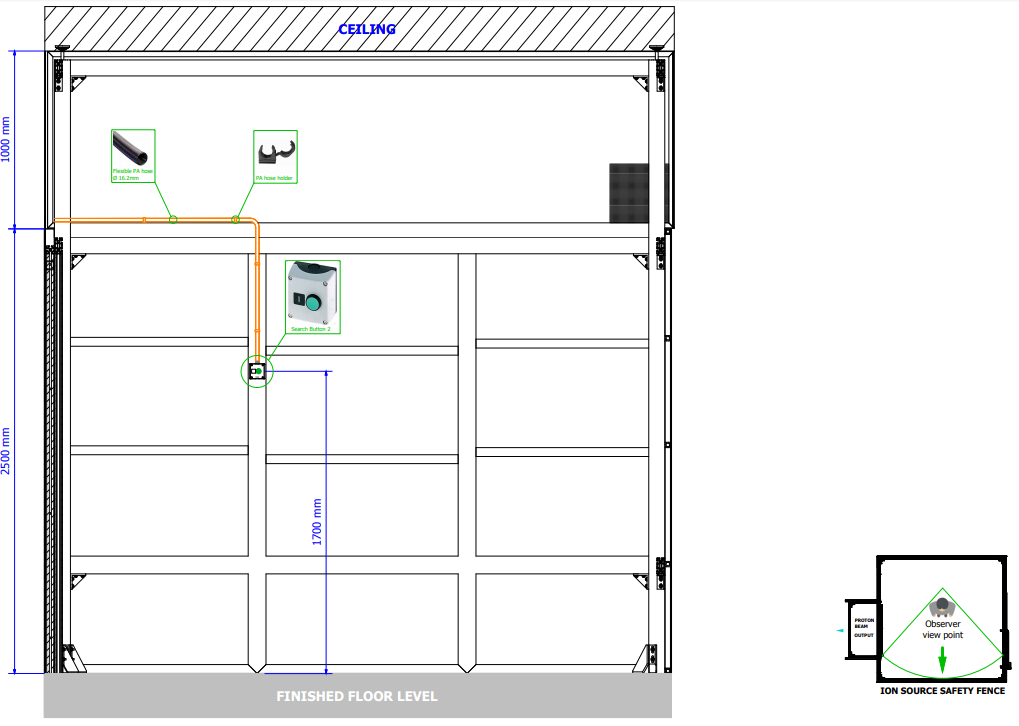 CEILING
1000 mm
Flexible PA hose
Ø 16.2mm
PA hose holder
Search Button 2
2500 mm
1700 mm
FINISHED FLOOR LEVEL
PROTON
BEAM
OUTPUT
Observer
view point
ION SOURCE SAFETY FENCE